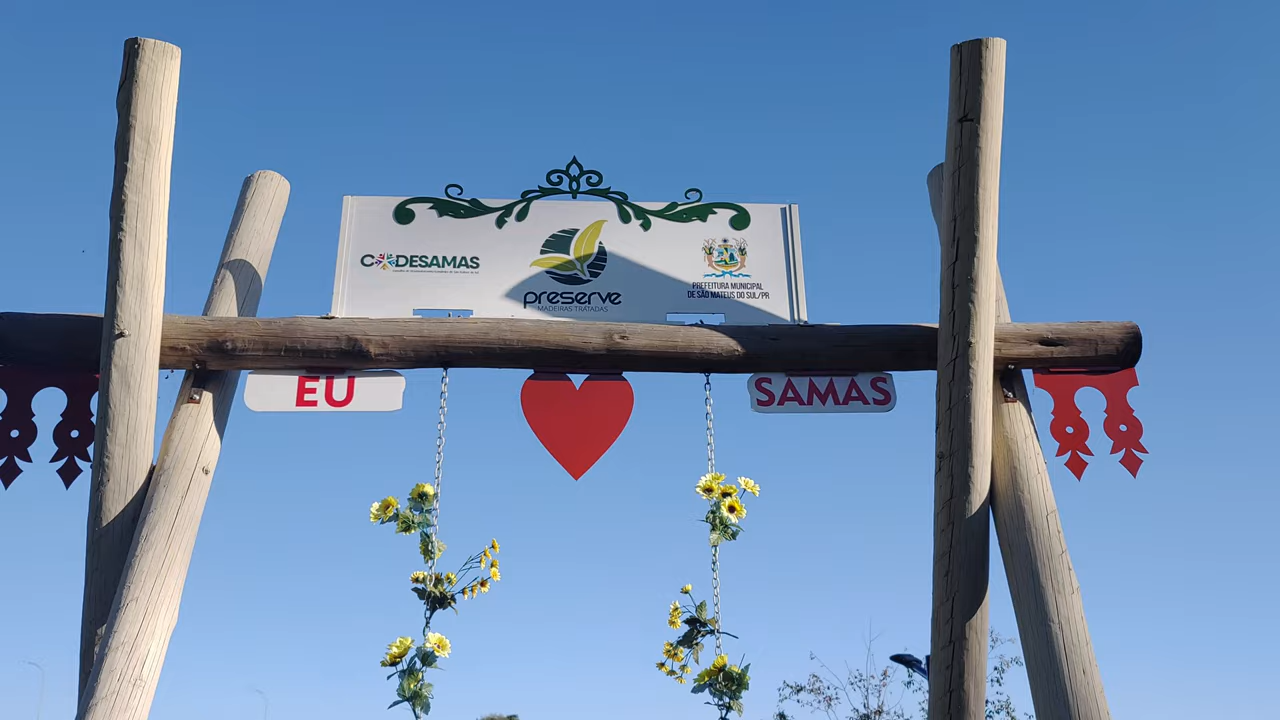 CODESAMAS
preserve
MADEIRAS TRATADAS
PREFEITURA MUNICIPAL
DE SÃO MATEUS DO SUL/PR
EU
SAMAS